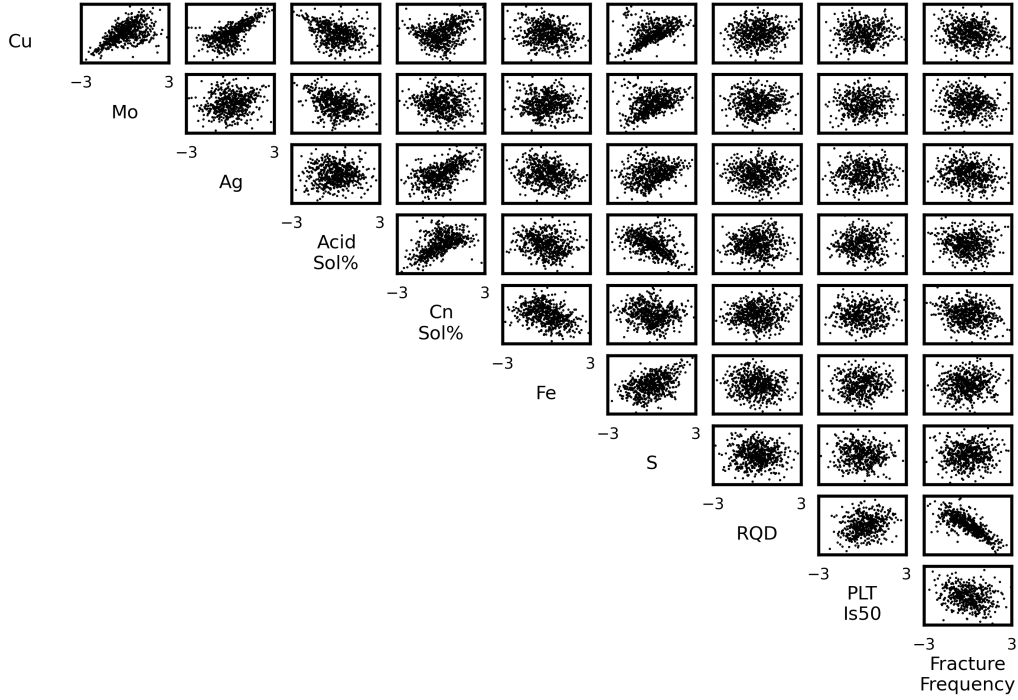 Cu
−3 3
Mo
−3 3
Ag
−3 3
Acid
Sol%
−3 3
Cn
Sol%
−3 3
Fe
−3 3
S
−3 3
RQD
−3 3
PLT
Is50
−3 3
Fracture
Frequency